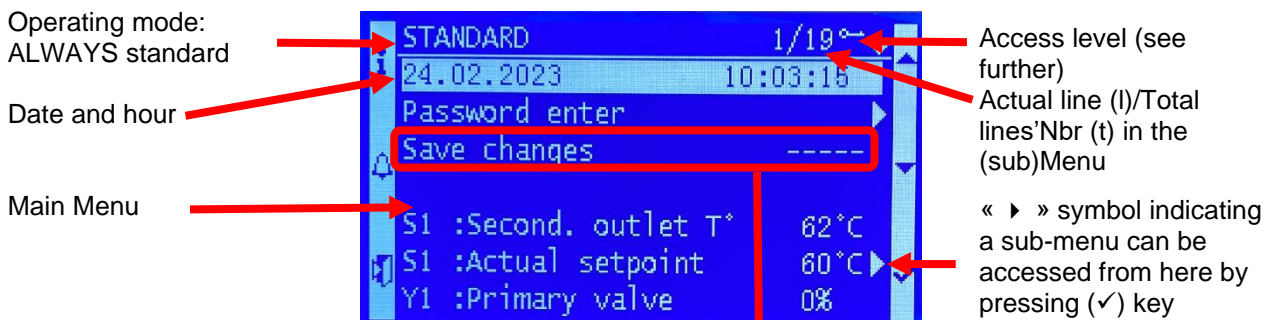 Operating mode:
ALWAYS standard
Date and hour
Main Menu
STANDARD 1/19
24.02.2023 10:03:15
Password enter
Save changes -----
S1 :Second. outlet T° 62°C
S1 :Actual setpoint 60°C
Y1 :Primary valve 0%
Access level (see
further)
Actual line (l)/Total
lines'Nbr (t) in the
(sub)Menu
« ▶ » symbol indicating
a sub-menu can be
accessed from here by
pressing (✓) key